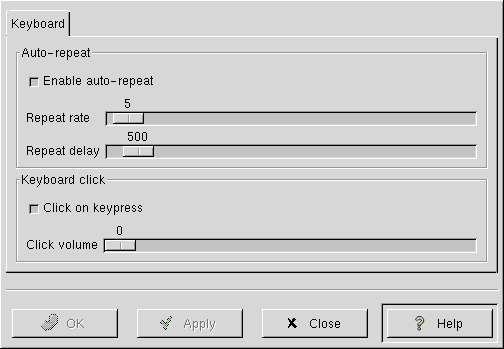 Keyboard
Auto-repeat
Enable auto-repeat
5
Repeat rate
500
Repeat delay
Keyboard click
Click on keypress
0
Click volume
OK
Apply
Close
Help